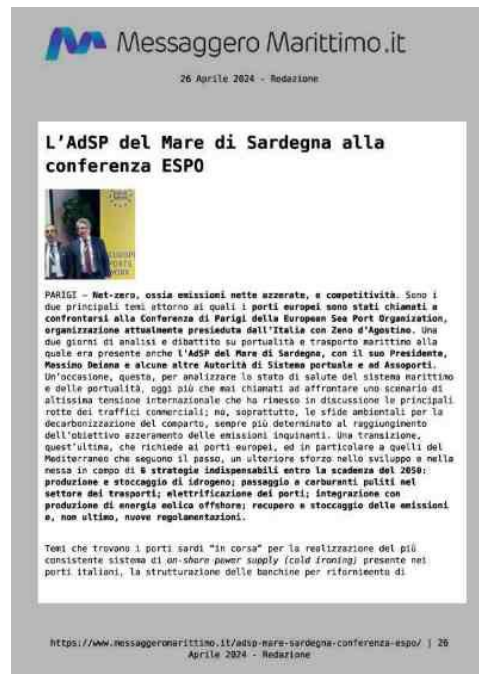 Messaggero Marittimo.it
26 Aprile 2024 - Redazione
L'AdSP del Mare di Sardegna alla
conferenza ESPO
PARIGI – Net-zero, ossia emissioni nette azzerate, e competitività. Sono i
due principali temi attorno ai quali i porti europei sono stati chiamati a
confrontarsi alla Conferenza di Parigi della European Sea Port Organization,
organizzazione attualmente presieduta dall'Italia con Zeno d'Agostino. Una
due giorni di analisi e dibattito su portualità e trasporto marittimo alla
quale era presente anche l'AdSP del Mare di Sardegna, con il suo Presidente,
Massimo Deiana e alcune altre Autorità di Sistema portuale e ad Assoporti.
Un'occasione, questa, per analizzare lo stato di salute del sistema marittimo
e delle portualità, oggi più che mai chiamati ad affrontare uno scenario di
altissima tensione internazionale che ha rimesso in discussione le principali
rotte dei traffici commerciali; ma, soprattutto, le sfide ambientali per la
decarbonizzazione del comparto, sempre più determinato al raggiungimento
dell'obiettivo azzeramento delle emissioni inquinanti. Una transizione,
quest'ultima, che richiede ai porti europei, ed in particolare a quelli del
Mediterraneo che seguono il passo, un ulteriore sforzo nello sviluppo e nella
messa in campo di 6 strategie indispensabili entro la scadenza del 2050:
produzione e stoccaggio di idrogeno; passaggio a carburanti puliti nel
settore dei trasporti; elettrificazione dei porti; integrazione con
produzione di energia eolica offshore; recupero e stoccaggio delle emissioni
e, non ultimo, nuove regolamentazioni.
Temi che trovano i porti sardi "in corsa" per la realizzazione del più
consistente sistema di on-shore power supply (cold ironing) presente nei
porti italiani, la strutturazione delle banchine per rifornimento di
https://www.messaggeromarittimo.it/adsp-mare-sardegna-conferenza-espo/ | 26
Aprile 2024 - Redazione